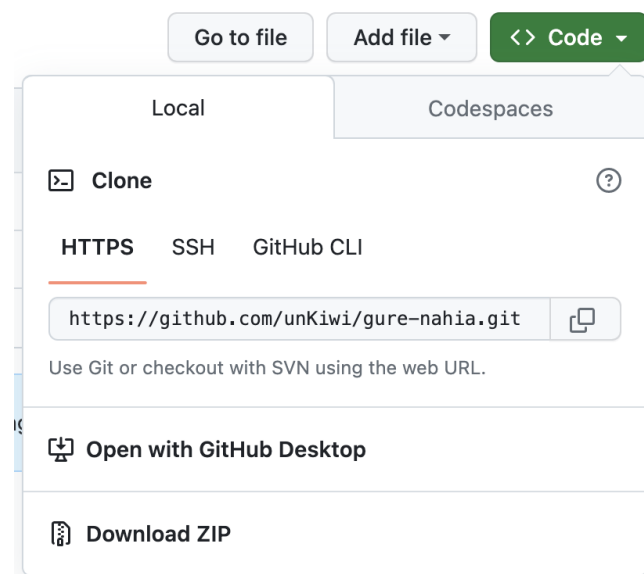 Go to file Add file <> Code
Local Codespaces
Clone
HTTPS SSH GitHub CLI
https://github.com/unKiwi/gure-nahia.git
Use Git or checkout with SVN using the web URL.
Open with GitHub Desktop
Download ZIP